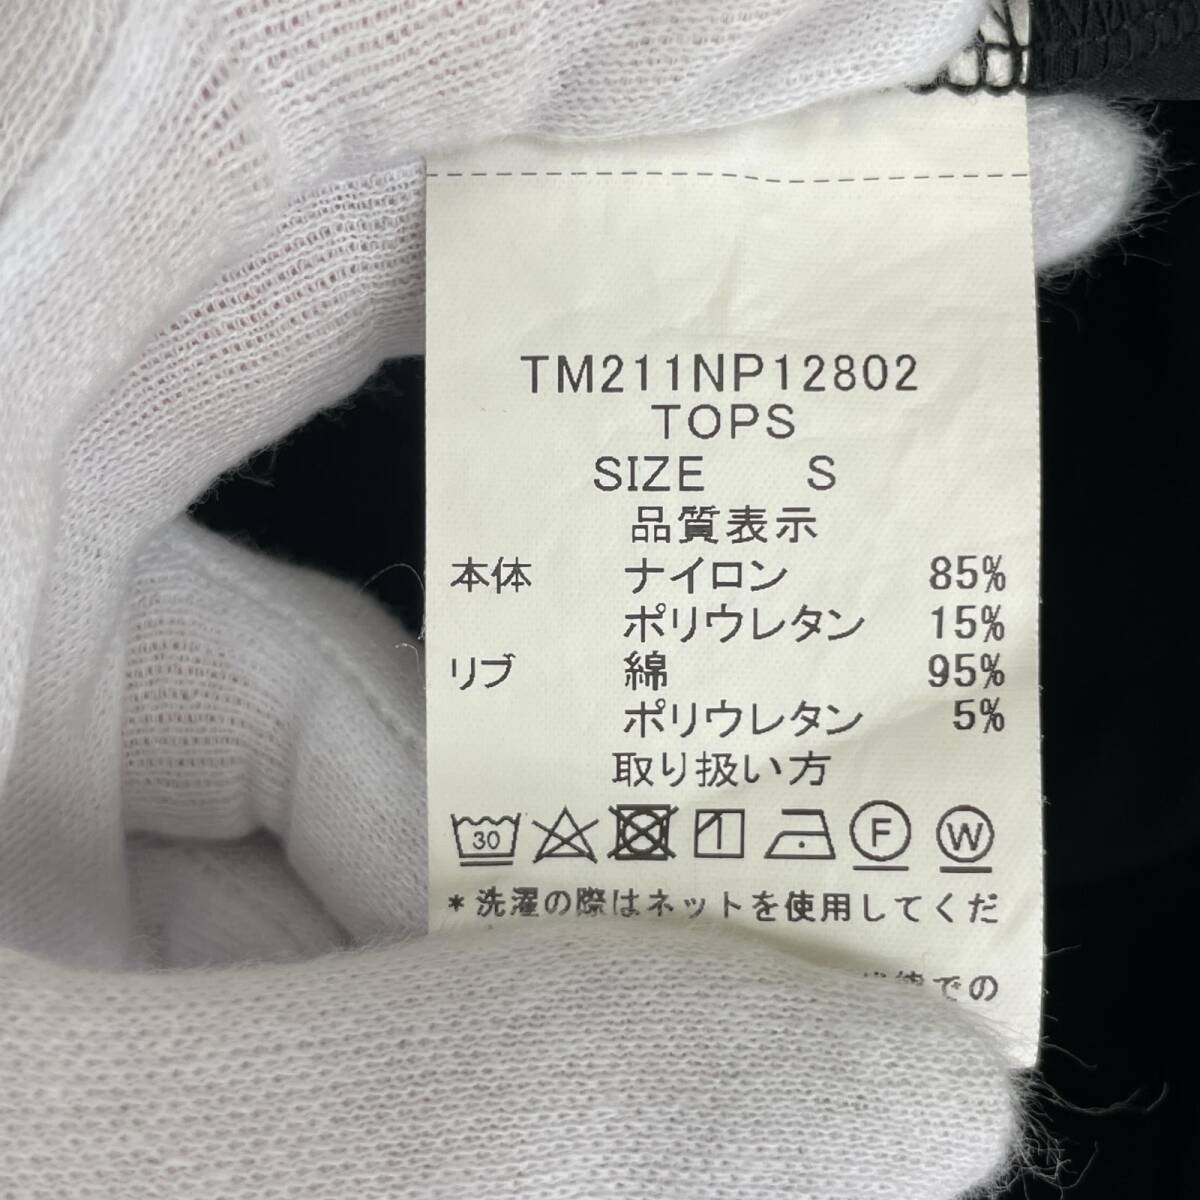 TM211NP12802
TOPS
SIZE S
品質表示
本体 ナイロン 85%
ポリウレタン 15%
リブ 綿 95%
ポリウレタン 5%
取り扱い方
30 F W
*洗濯の際はネットを使用してくだ
での